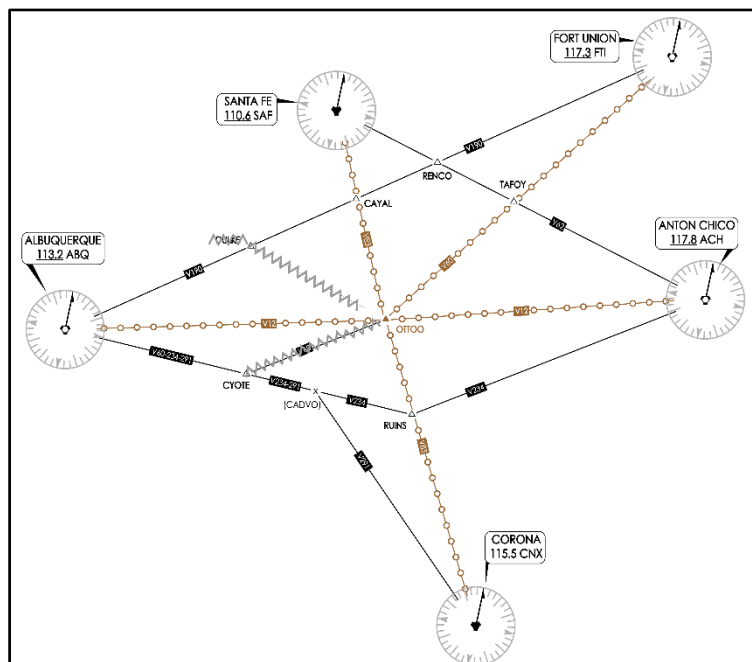 FORT UNION
117.3 FTI
SANTA FE
110.6 SAF
V190
RENCO
TAFOY
CAYAL
ANTON CHICO
117.8 ACH
ALBUQUERQUE
113.2 ABQ
V190
V62
V12
OTTOO
V12
V60-234-291
CYOTE
V234-291
(CADVO)
V234
RUINS
V234
V291
CORONA
115.5 CNX